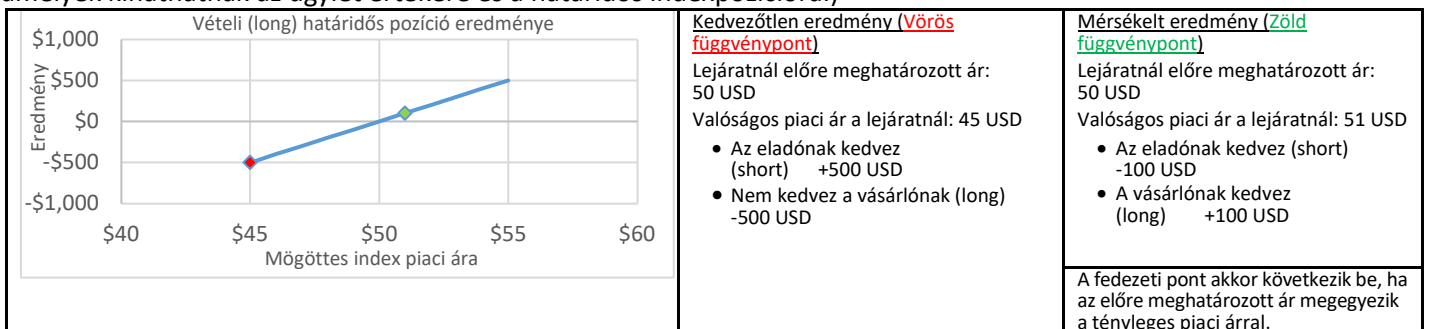 Vételi (long) határidős pozíció eredménye
$1,000
$500
$0
-$500
-$1,000
Eredmény
$40 $45 $50 $55 $60
Mögöttes index piaci ára
Kedvezőtlen eredmény (Vörös
függvénypont)
Lejáratnál előre meghatározott ár:
50 USD
Valóságos piaci ár a lejáratnál: 45 USD
• Az eladónak kedvez
(short) +500 USD
• Nem kedvez a vásárlónak (long)
-500 USD
Mérsékelt eredmény (Zöld
függvénypont)
Lejáratnál előre meghatározott ár:
50 USD
Valóságos piaci ár a lejáratnál: 51 USD
• Az eladónak kedvez (short)
-100 USD
• A vásárlónak kedvez
(long) +100 USD
A fedezeti pont akkor következik be, ha
az előre meghatározott ár megegyezik
a tényleges piaci árral.